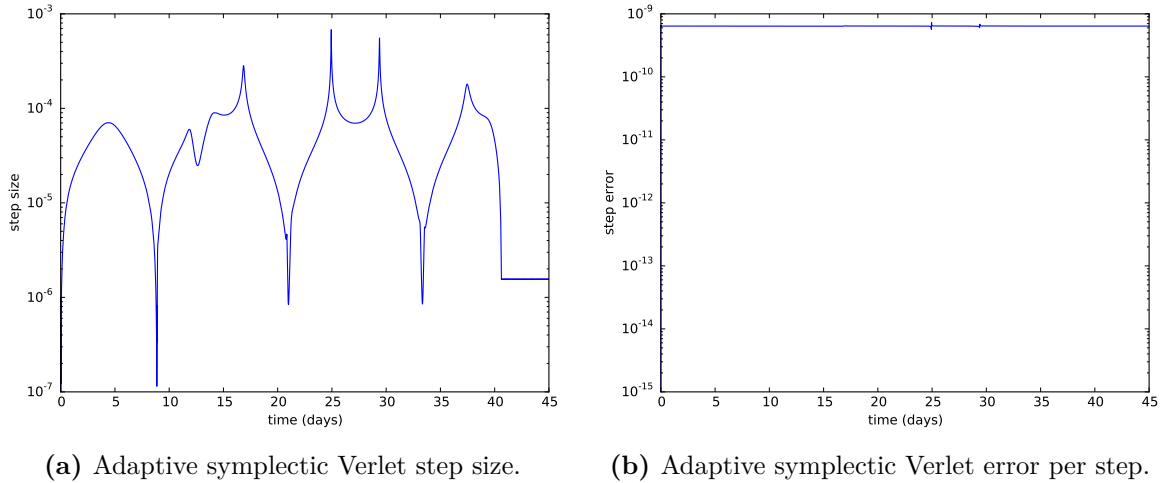 10⁻³
10⁻⁴
10⁻⁵
10⁻⁶
10⁻⁷
step size
0 5 10 15 20 25 30 35 40 45
time (days)
10⁻⁹
10⁻¹⁰
10⁻¹¹
10⁻¹²
10⁻¹³
10⁻¹⁴
10⁻¹⁵
step error
0 5 10 15 20 25 30 35 40 45
time (days)
(a) Adaptive symplectic Verlet step size.
(b) Adaptive symplectic Verlet error per step.